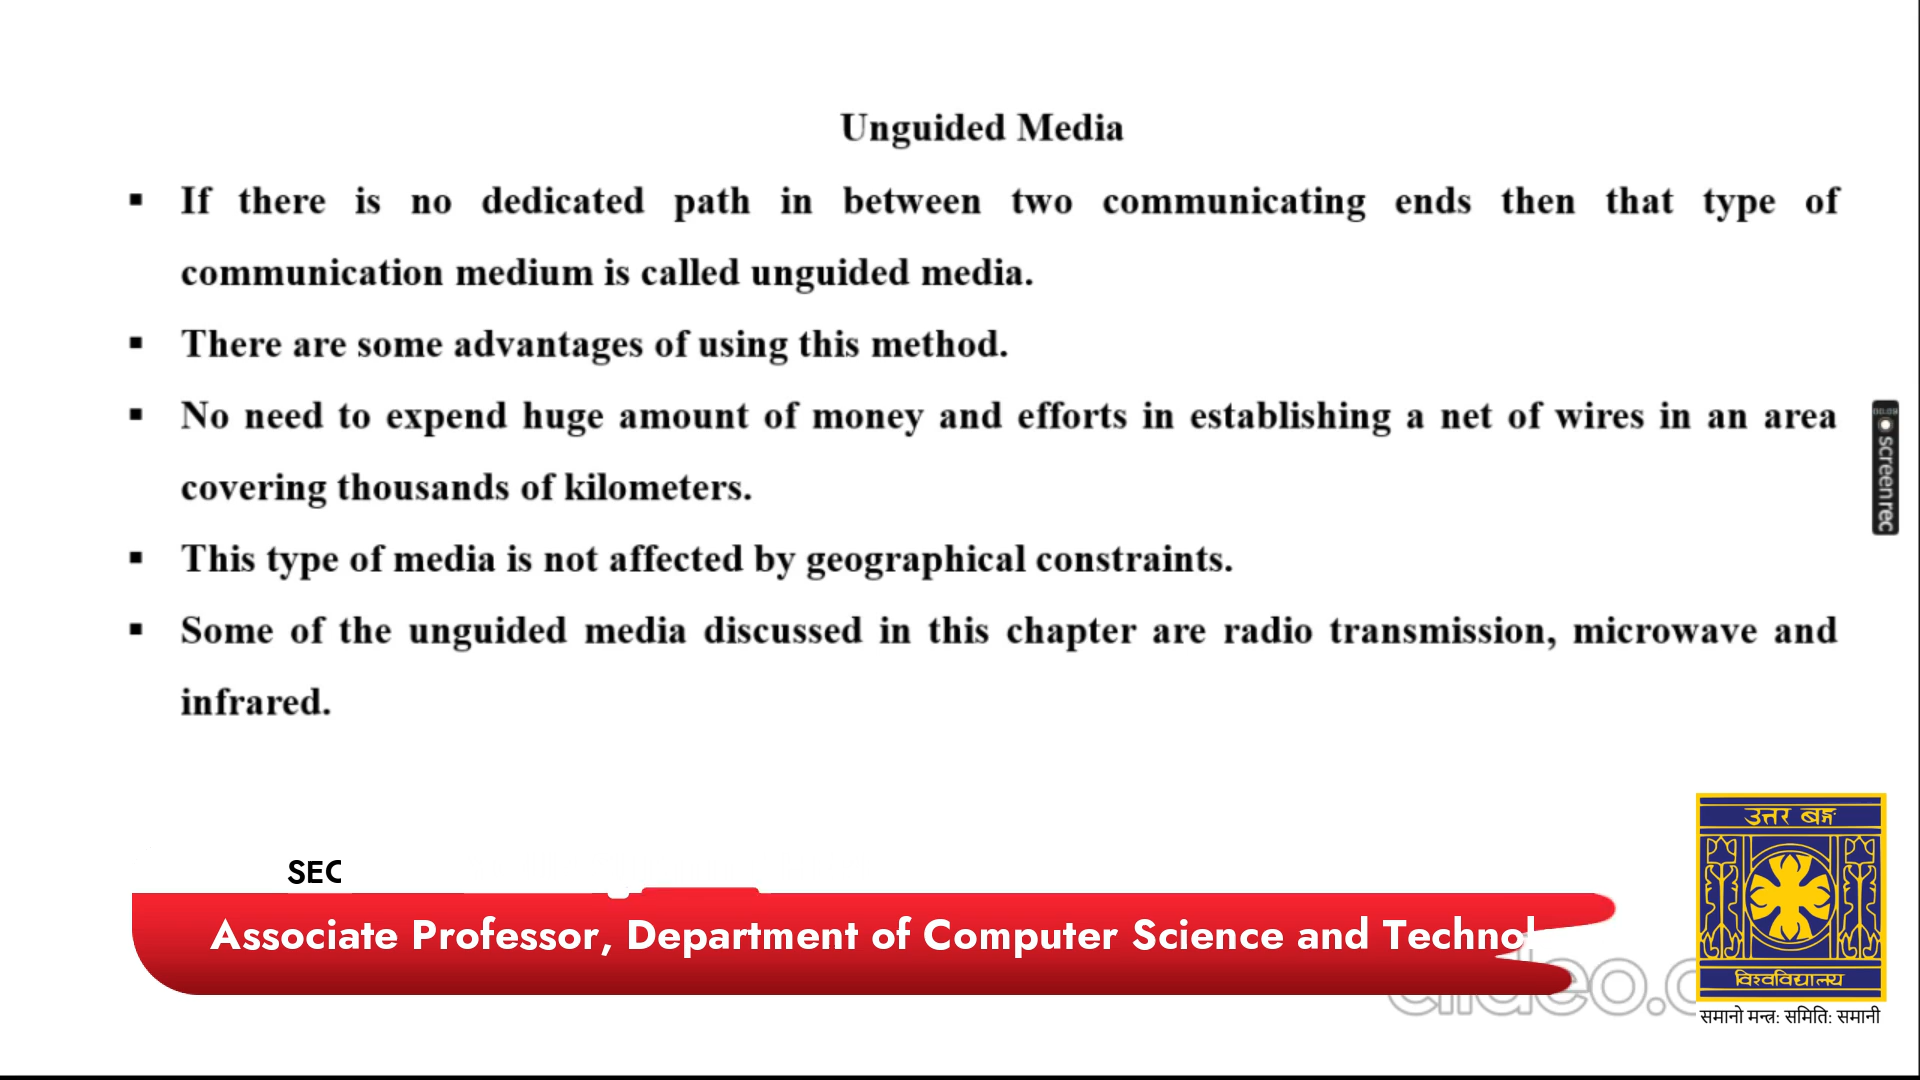 Unguided Media
▪ If there is no dedicated path in between two communicating ends then that type of
communication medium is called unguided media.
▪ There are some advantages of using this method.
▪ No need to expend huge amount of money and efforts in establishing a net of wires in an area
covering thousands of kilometers.
▪ This type of media is not affected by geographical constraints.
▪ Some of the unguided media discussed in this chapter are radio transmission, microwave and
infrared.
00:09
screenrec
SEC
Associate Professor, Department of Computer Science and Technol
उत्तर बङ्ग
विश्वविद्यालय
समानो मन्त्र: समिति: समानी